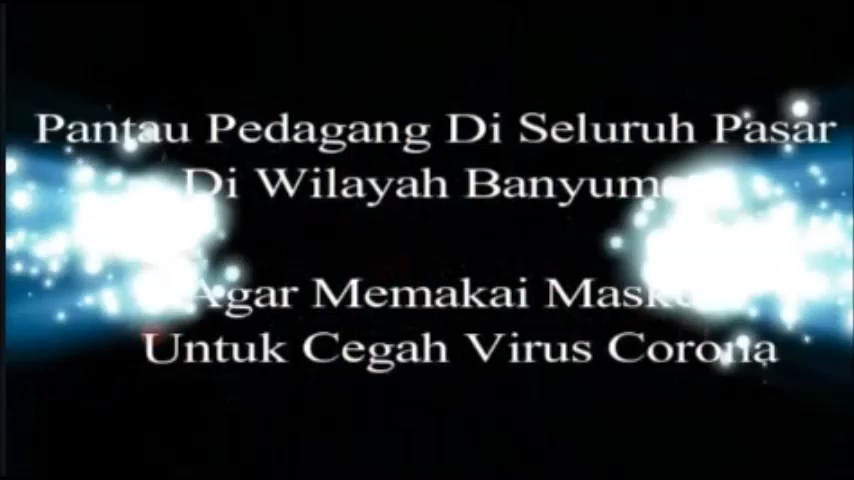 Pantau Pedagang Di Seluruh Pasar
Di Wilayah
Agar Memakai
Untuk Cegah Virus Corona